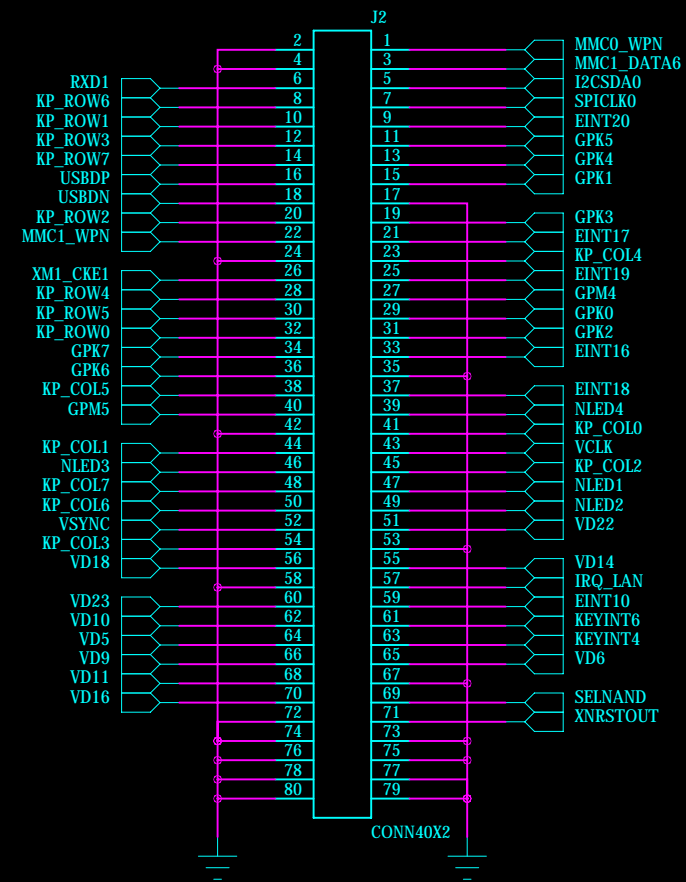 J2
2 1 MMC0_WPN
4 3 MMC1_DATA6
RXD1 6 5 I2CSDA0
KP_ROW6 8 7 SPICLK0
KP_ROW1 10 9 EINT20
KP_ROW3 12 11 GPK5
KP_ROW7 14 13 GPK4
USBDP 16 15 GPK1
USBDN 18 17
KP_ROW2 20 19 GPK3
MMC1_WPN 22 21 EINT17
24 23 KP_COL4
XM1_CKE1 26 25 EINT19
KP_ROW4 28 27 GPM4
KP_ROW5 30 29 GPK0
KP_ROW0 32 31 GPK2
GPK7 34 33 EINT16
GPK6 36 35
KP_COL5 38 37 EINT18
GPM5 40 39 NLED4
42 41 KP_COL0
KP_COL1 44 43 VCLK
NLED3 46 45 KP_COL2
KP_COL7 48 47 NLED1
KP_COL6 50 49 NLED2
VSYNC 52 51 VD22
KP_COL3 54 53
VD18 56 55 VD14
58 57 IRQ_LAN
VD23 60 59 EINT10
VD10 62 61 KEYINT6
VD5 64 63 KEYINT4
VD9 66 65 VD6
VD11 68 67
VD16 70 69 SELNAND
72 71 XNRSTOUT
74 73
76 75
78 77
80 79
CONN40X2